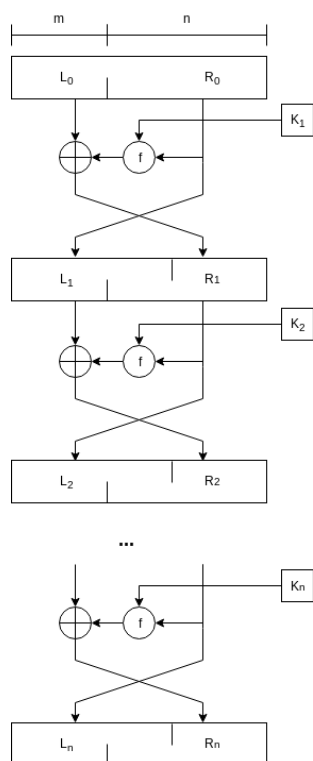 m n
L₀ R₀
K₁
f
L₁ R1
K₂
f
L₂ R2
...
Kn
f
Lₙ Rn